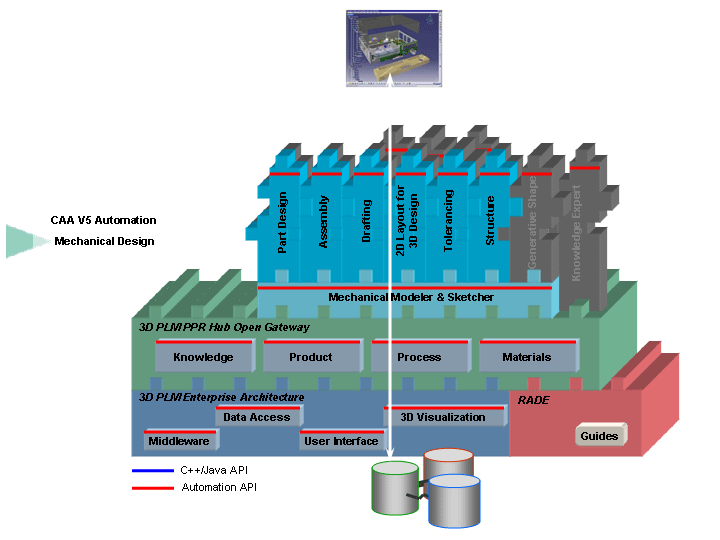 CAA V5 Automation
Mechanical Design
Part Design
Assembly
Drafting
2D Layour for
3D Design
Tolerancing
Structure
Generative Shape
Knowledge Expert
Mechanical Modeler & Sketcher
3D PLM PPR Hub Open Gateway
Knowledge
Product
Process
Materials
3D PLM Enterprise Architecture
RADE
Data Access
3D Visualization
Middleware
User Interface
Guides
C++/Java API
Automation API